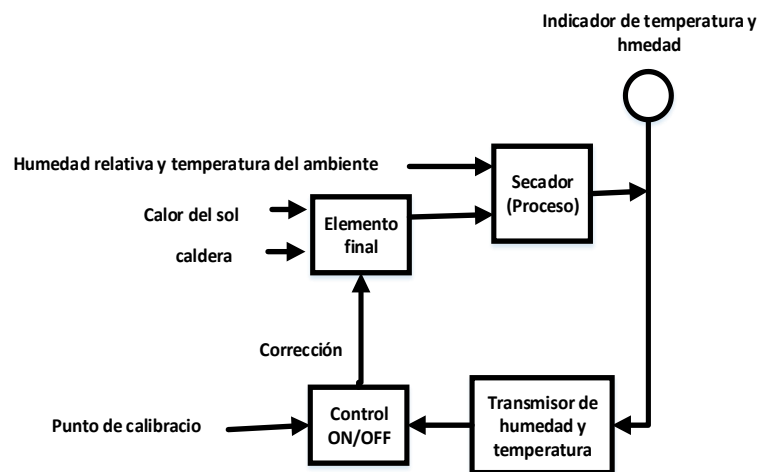 Indicador de temperatura y
hmedad
Humedad relativa y temperatura del ambiente
Secador
(Proceso)
Calor del sol
caldera
Elemento
final
Corrección
Punto de calibracio
Control
ON/OFF
Transmisor de
humedad y
temperatura